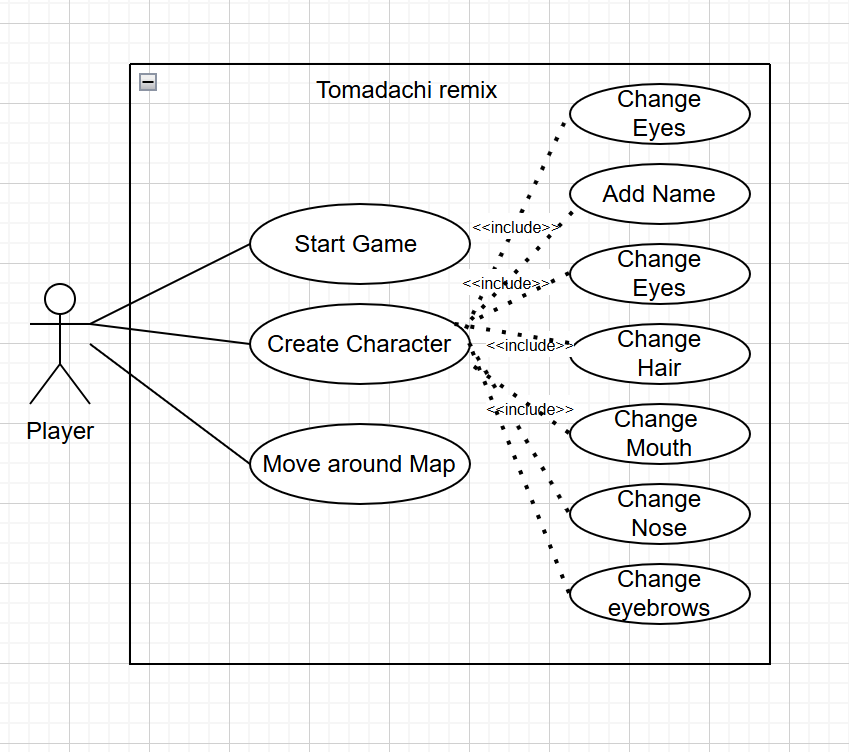 Tomadachi remix
Change
Eyes
Add Name
<<include>>
Start Game
Change
Eyes
<<include>>
Create Character
<<include>>
Change
Hair
<<include>>
Change
Mouth
Player
Move around Map
Change
Nose
Change
eyebrows